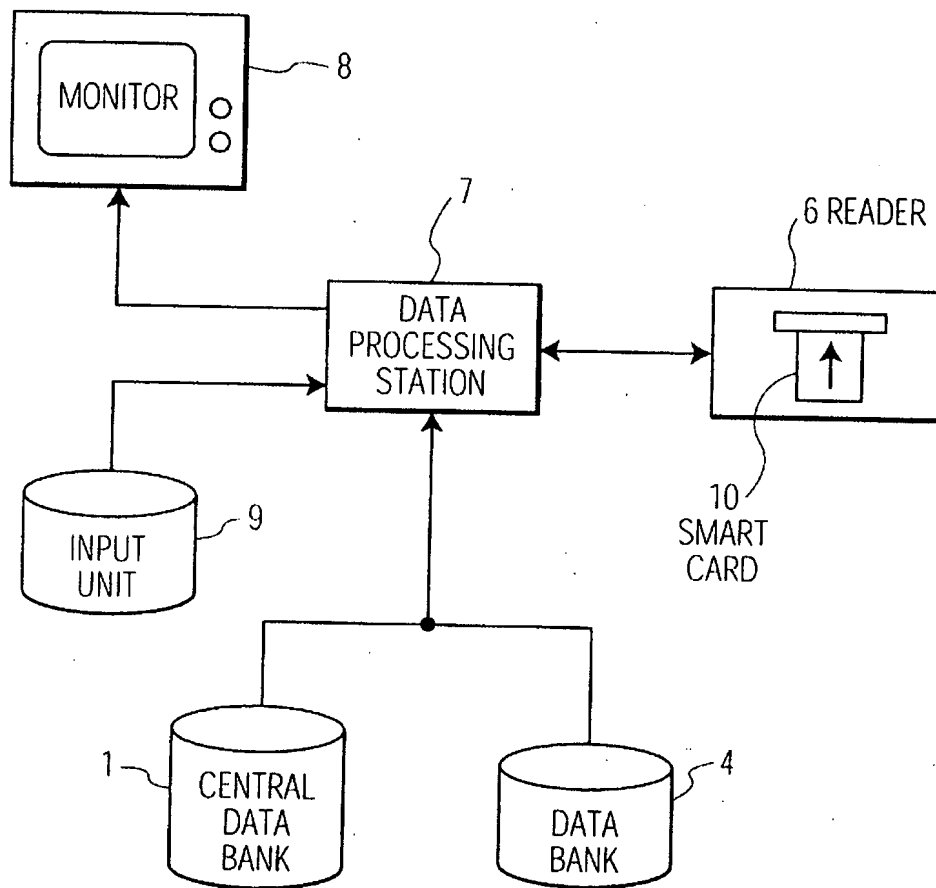 MONITOR
8
7
6 READER
DATA
PROCESSING
STATION
9
INPUT
UNIT
10
SMART
CARD
1
CENTRAL
DATA
BANK
4
DATA
BANK